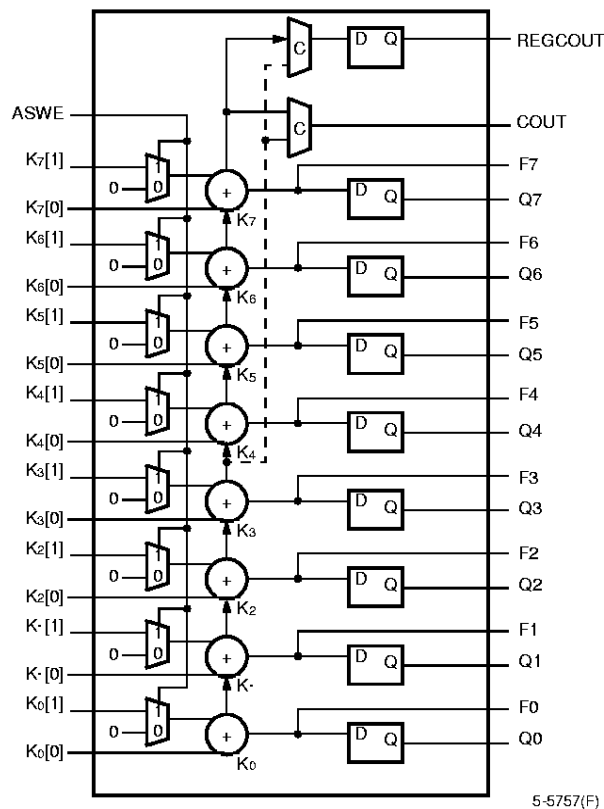 D Q REGCOUT
C
ASWE
C COUT
K7[1] 1 F7
0 0 + D Q Q7
K7[0] K7
K6[1] 1 F6
0 0 + D Q Q6
K6[0] K6
K5[1] 1 F5
0 0 + D Q Q5
K5[0] K5
K4[1] 1 F4
0 0 + D Q Q4
K4[0] K4
K3[1] 1 F3
0 0 + D Q Q3
K3[0] K3
K2[1] 1 F2
0 0 + D Q Q2
K2[0] K2
K·[1] 1 F1
0 0 + D Q Q1
K·[0] K·
K0[1] 1 F0
0 0 + D Q Q0
K0[0] K0
5-5757(F)